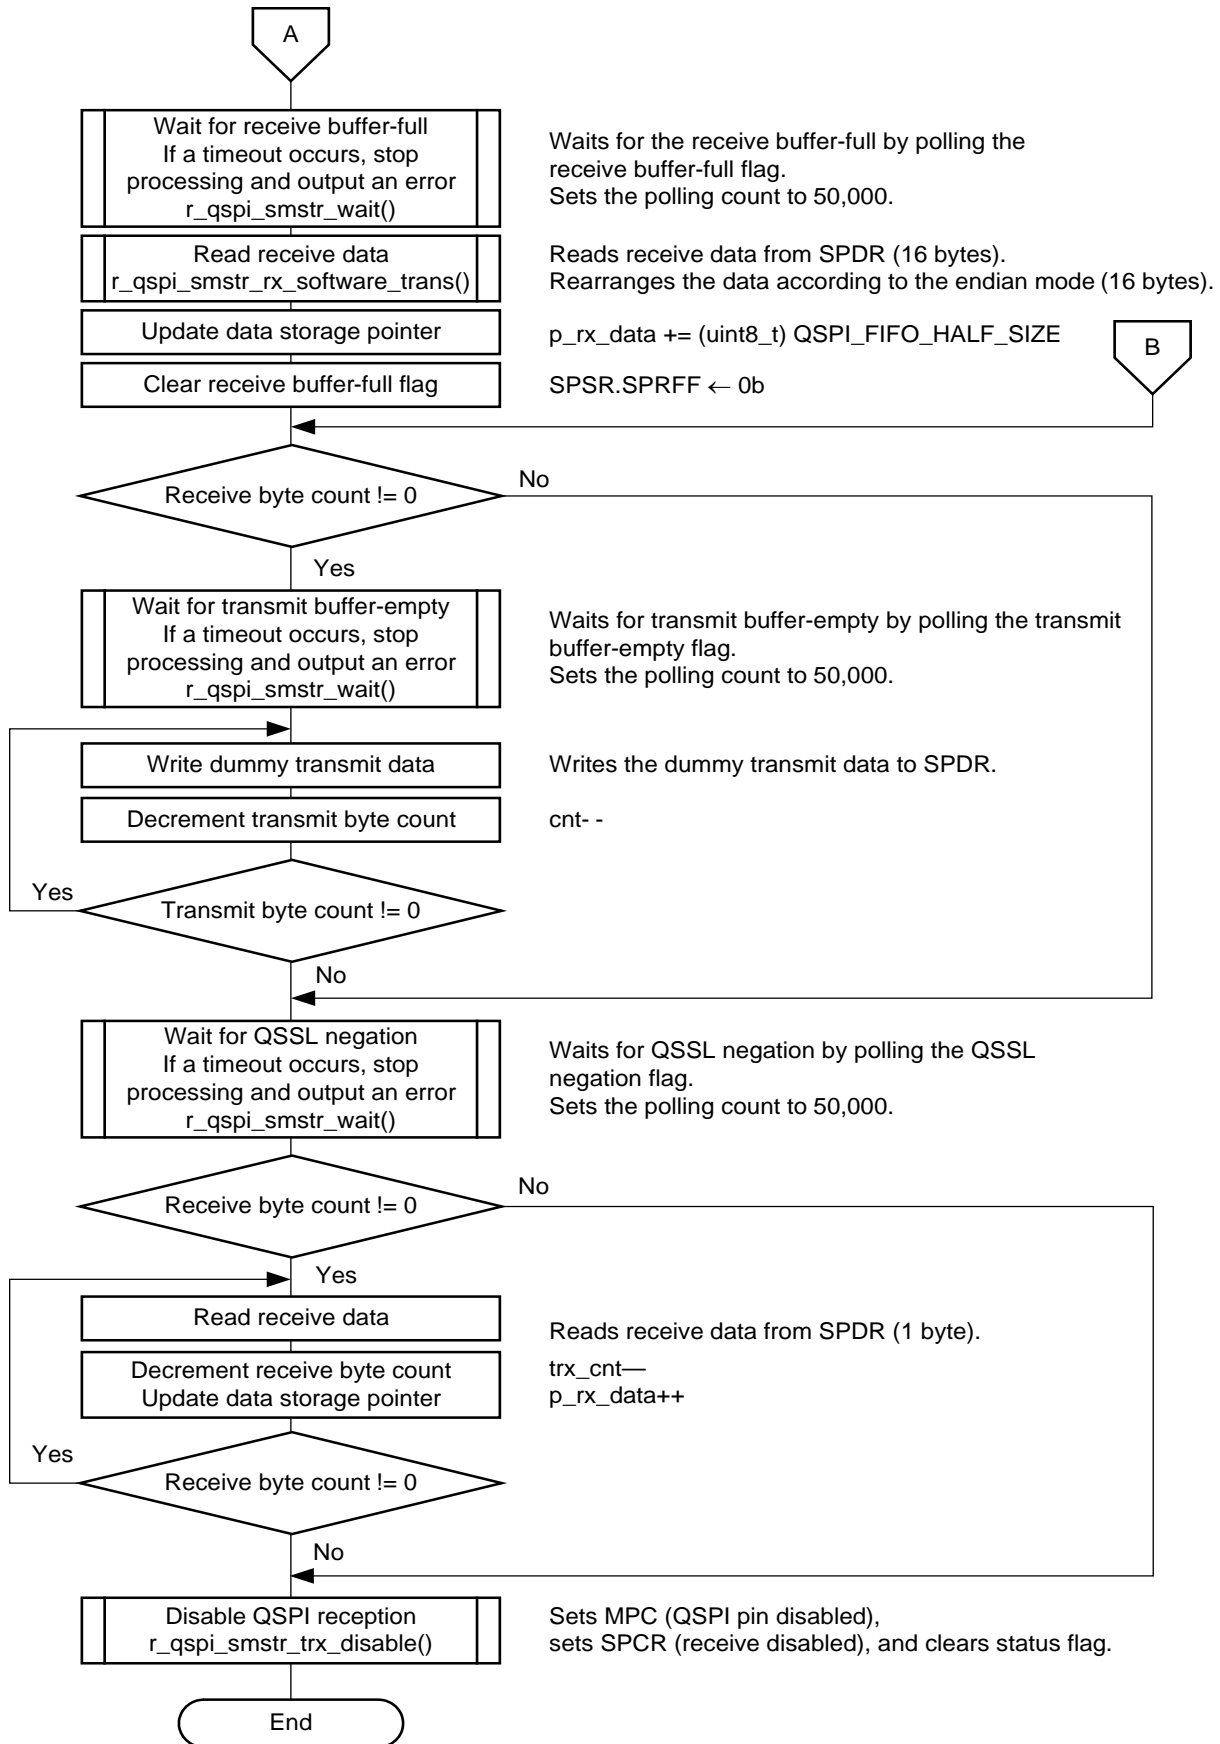 A
Wait for receive buffer-full
If a timeout occurs, stop
processing and output an error
r_qspi_smstr_wait()
Waits for the receive buffer-full by polling the
receive buffer-full flag.
Sets the polling count to 50,000.
Read receive data
r_qspi_smstr_rx_software_trans()
Reads receive data from SPDR (16 bytes).
Rearranges the data according to the endian mode (16 bytes).
Update data storage pointer
p_rx_data += (uint8_t) QSPI_FIFO_HALF_SIZE
B
Clear receive buffer-full flag
SPSR.SPRFF ← 0b
Receive byte count != 0
No
Yes
Wait for transmit buffer-empty
If a timeout occurs, stop
processing and output an error
r_qspi_smstr_wait()
Waits for transmit buffer-empty by polling the transmit
buffer-empty flag.
Sets the polling count to 50,000.
Write dummy transmit data
Writes the dummy transmit data to SPDR.
Decrement transmit byte count
cnt- -
Yes
Transmit byte count != 0
No
Wait for QSSL negation
If a timeout occurs, stop
processing and output an error
r_qspi_smstr_wait()
Waits for QSSL negation by polling the QSSL
negation flag.
Sets the polling count to 50,000.
Receive byte count != 0
No
Yes
Read receive data
Reads receive data from SPDR (1 byte).
Decrement receive byte count
Update data storage pointer
trx_cnt—
p_rx_data++
Yes
Receive byte count != 0
No
Disable QSPI reception
r_qspi_smstr_trx_disable()
Sets MPC (QSPI pin disabled),
sets SPCR (receive disabled), and clears status flag.
End